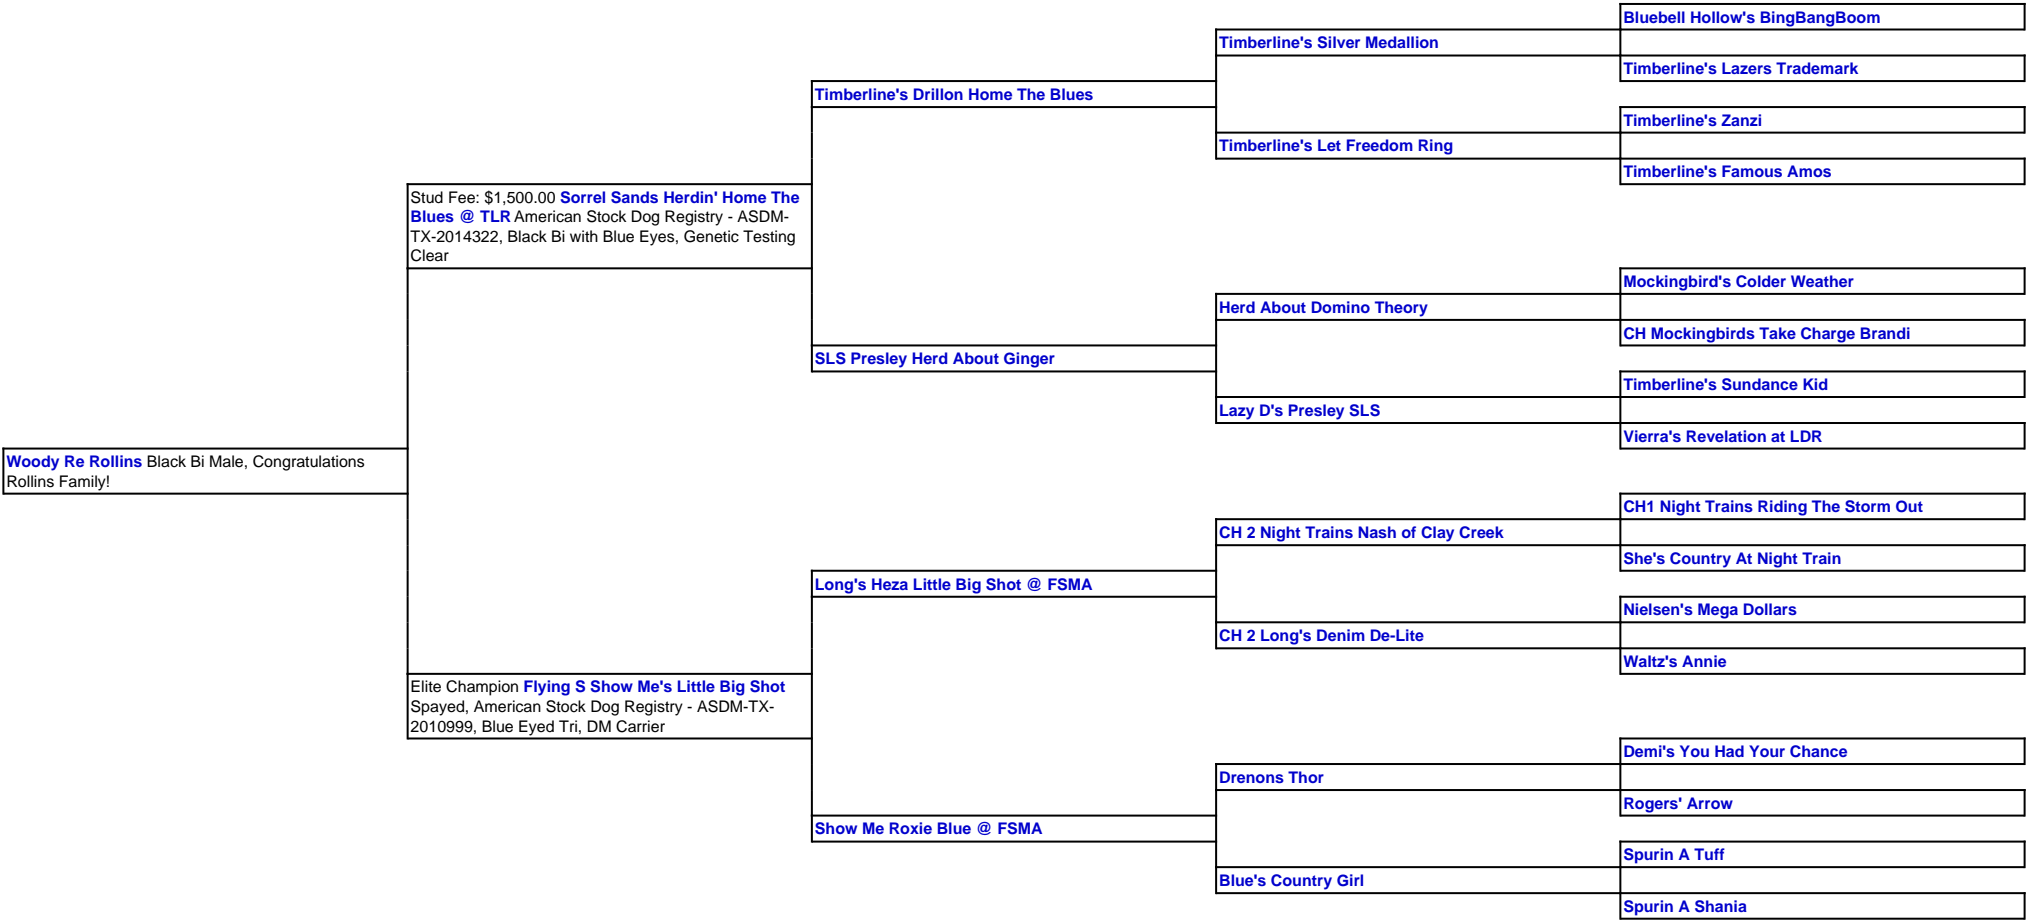 Bluebell Hollow's BingBangBoom
Timberline's Silver Medallion
Timberline's Lazers Trademark
Timberline's Drillon Home The Blues
Timberline's Zanzi
Timberline's Let Freedom Ring
Timberline's Famous Amos
Stud Fee: $1,500.00 Sorrel Sands Herdin' Home The
Blues @ TLR American Stock Dog Registry - ASDM-
TX-2014322, Black Bi with Blue Eyes, Genetic Testing
Clear
Mockingbird's Colder Weather
Herd About Domino Theory
CH Mockingbirds Take Charge Brandi
SLS Presley Herd About Ginger
Timberline's Sundance Kid
Lazy D's Presley SLS
Vierra's Revelation at LDR
Woody Re Rollins Black Bi Male, Congratulations
Rollins Family!
CH1 Night Trains Riding The Storm Out
CH 2 Night Trains Nash of Clay Creek
She's Country At Night Train
Long's Heza Little Big Shot @ FSMA
Nielsen's Mega Dollars
CH 2 Long's Denim De-Lite
Waltz's Annie
Elite Champion Flying S Show Me's Little Big Shot
Spayed, American Stock Dog Registry - ASDM-TX-
2010999, Blue Eyed Tri, DM Carrier
Demi's You Had Your Chance
Drenons Thor
Rogers' Arrow
Show Me Roxie Blue @ FSMA
Spurin A Tuff
Blue's Country Girl
Spurin A Shania